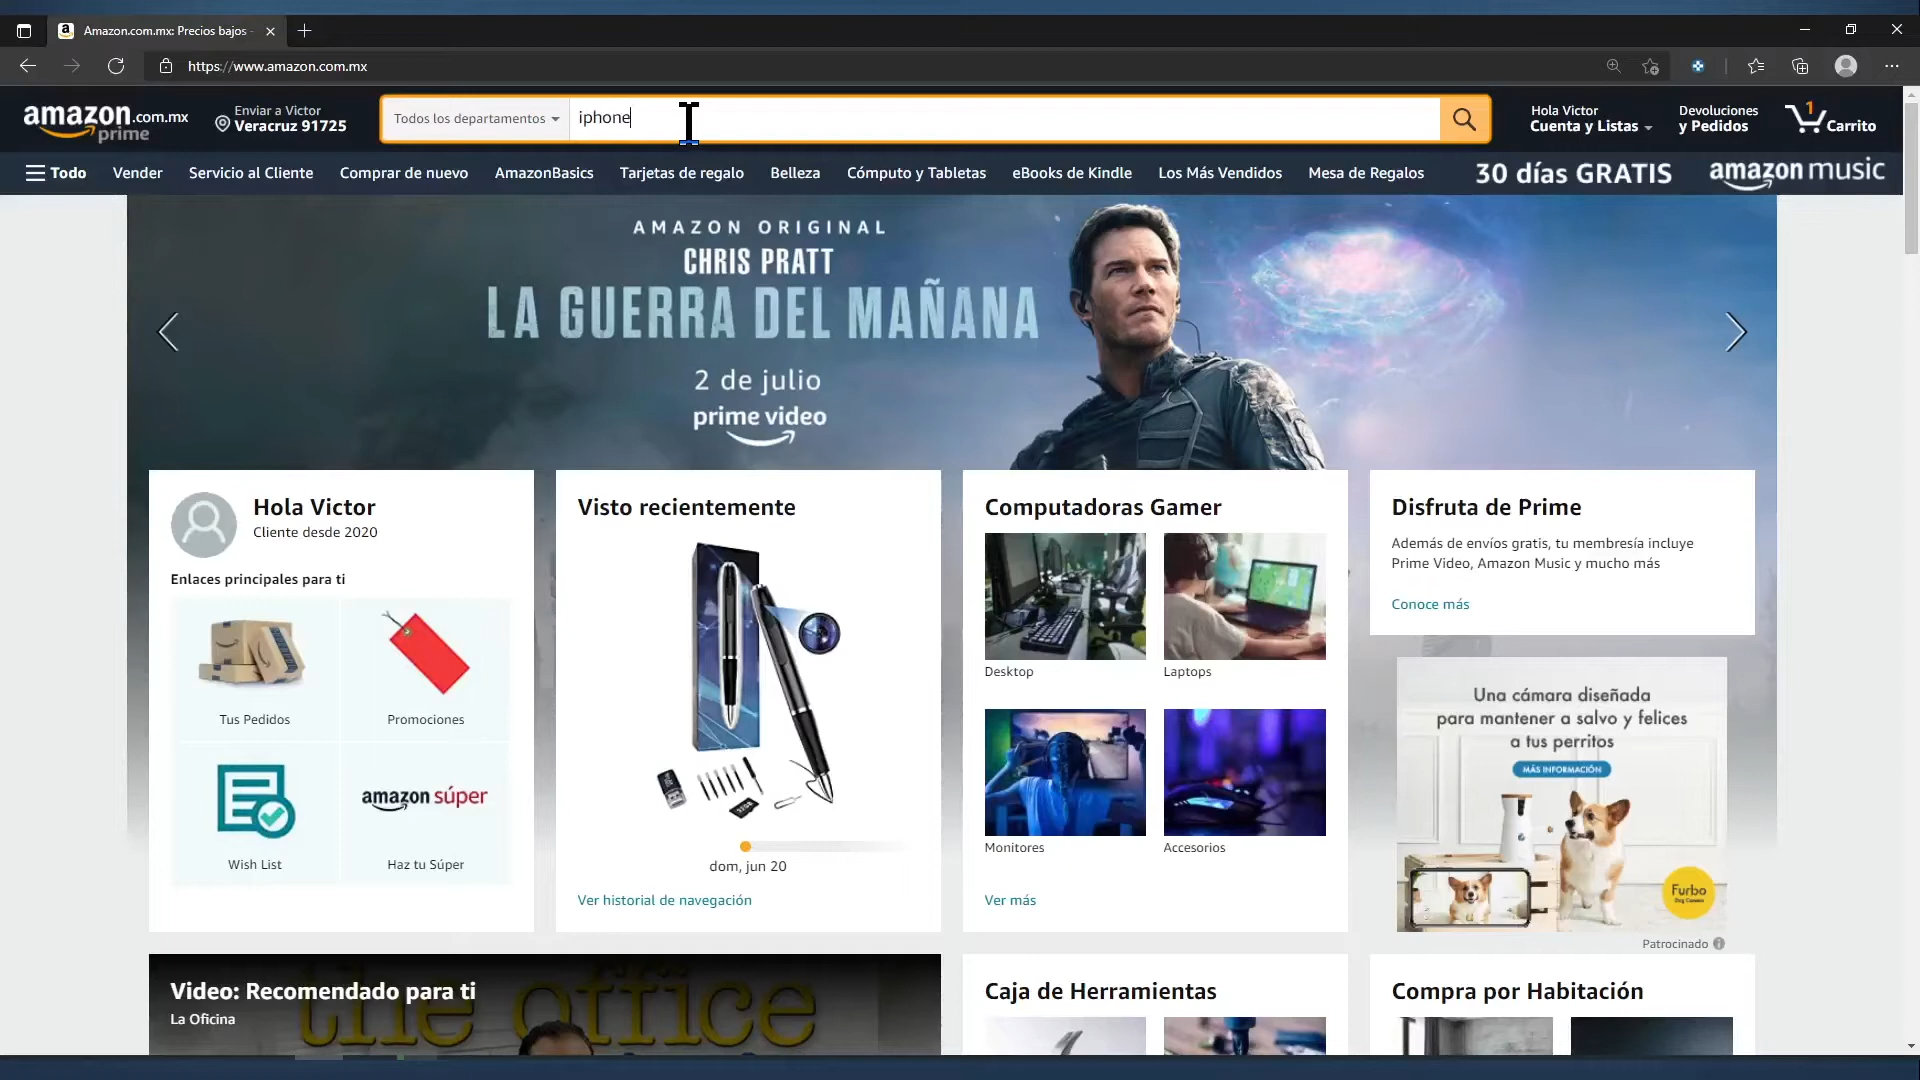 Amazon.com.mx: Precios bajos -
https://www.amazon.com.mx
amazon.com.mx
prime
Enviar a Victor
Veracruz 91725
Todos los departamentos
iphone
Hola Victor
Cuenta y Listas
Devoluciones
y Pedidos
1
Carrito
Todo
Vender
Servicio al Cliente
Comprar de nuevo
AmazonBasics
Tarjetas de regalo
Belleza
Cómputo y Tabletas
eBooks de Kindle
Los Más Vendidos
Mesa de Regalos
30 días GRATIS
amazon music
AMAZON ORIGINAL
CHRIS PRATT
LA GUERRA DEL MAÑANA
2 de julio
prime video
Hola Victor
Cliente desde 2020
Enlaces principales para ti
Tus Pedidos
Promociones
Wish List
amazon súper
Haz tu Súper
Visto recientemente
dom, jun 20
Ver historial de navegación
Computadoras Gamer
Desktop
Laptops
Monitores
Accesorios
Ver más
Disfruta de Prime
Además de envíos gratis, tu membresía incluye
Prime Video, Amazon Music y mucho más
Conoce más
Una cámara diseñada
para mantener a salvo y felices
a tus perritos
MÁS INFORMACIÓN
Furbo
Dog Camera
Patrocinado
Video: Recomendado para ti
La Oficina
the office
Caja de Herramientas
Compra por Habitación